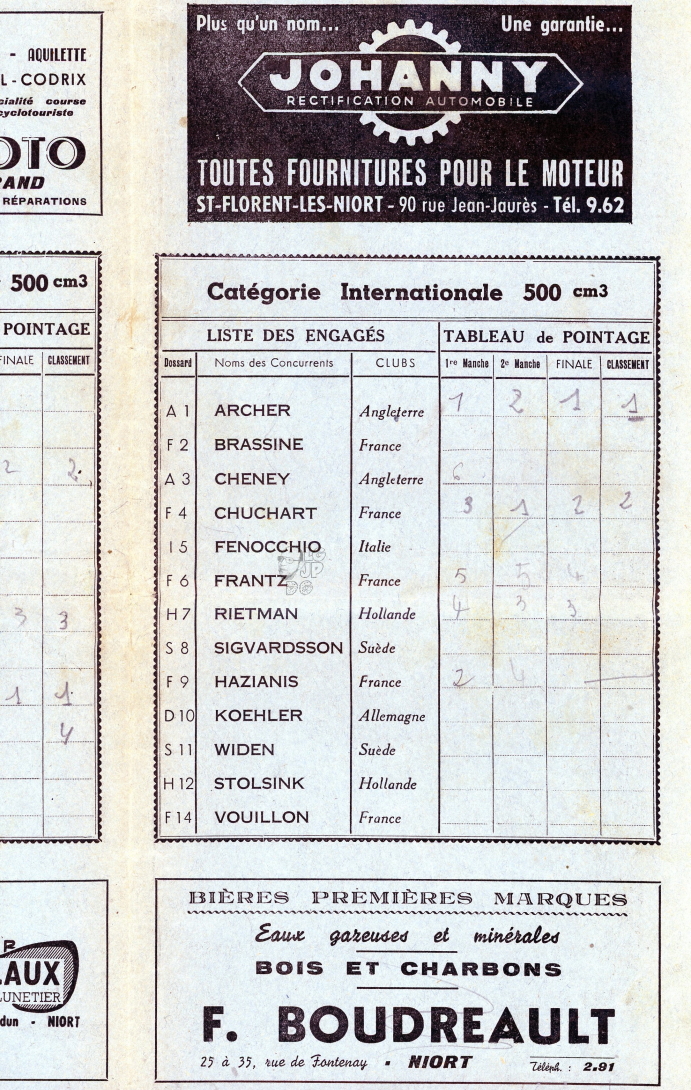 - AQUILETTE
L - CODRIX
cialité course
cyclotouriste
OTO
RAND
RÉPARATIONS
500 cm3
POINTAGE
FINALE CLASSEMENT
2 2.
3 3
1 1
4
R
LAUX
LUNETIER
dun - NIORT
Plus qu'un nom... Une garantie...
JOHANNY
RECTIFICATION AUTOMOBILE
TOUTES FOURNITURES POUR LE MOTEUR
ST-FLORENT-LES-NIORT - 90 rue Jean-Jaurès - Tél. 9.62
Catégorie Internationale 500 cm3
LISTE DES ENGAGÉS TABLEAU de POINTAGE
Dossard Noms des Concurrents CLUBS 1re Manche 2e Manche FINALE CLASSEMENT
A 1 ARCHER Angleterre 1 2 1 1
F 2 BRASSINE France
A 3 CHENEY Angleterre 6
F 4 CHUCHART France 3 1 2 2
I 5 FENOCCHIO Italie
F 6 FRANTZ France 5 5 4
H 7 RIETMAN Hollande 4 3 3
S 8 SIGVARDSSON Suède
F 9 HAZIANIS France 2 4
D 10 KOEHLER Allemagne
S 11 WIDEN Suède
H 12 STOLSINK Hollande
F 14 VOUILLON France
LG
JP
DG
BIÈRES PREMIÈRES MARQUES
Eaux gazeuses et minérales
BOIS ET CHARBONS
F. BOUDREAULT
25 à 35, rue de Fontenay - NIORT Téléph. : 2.91